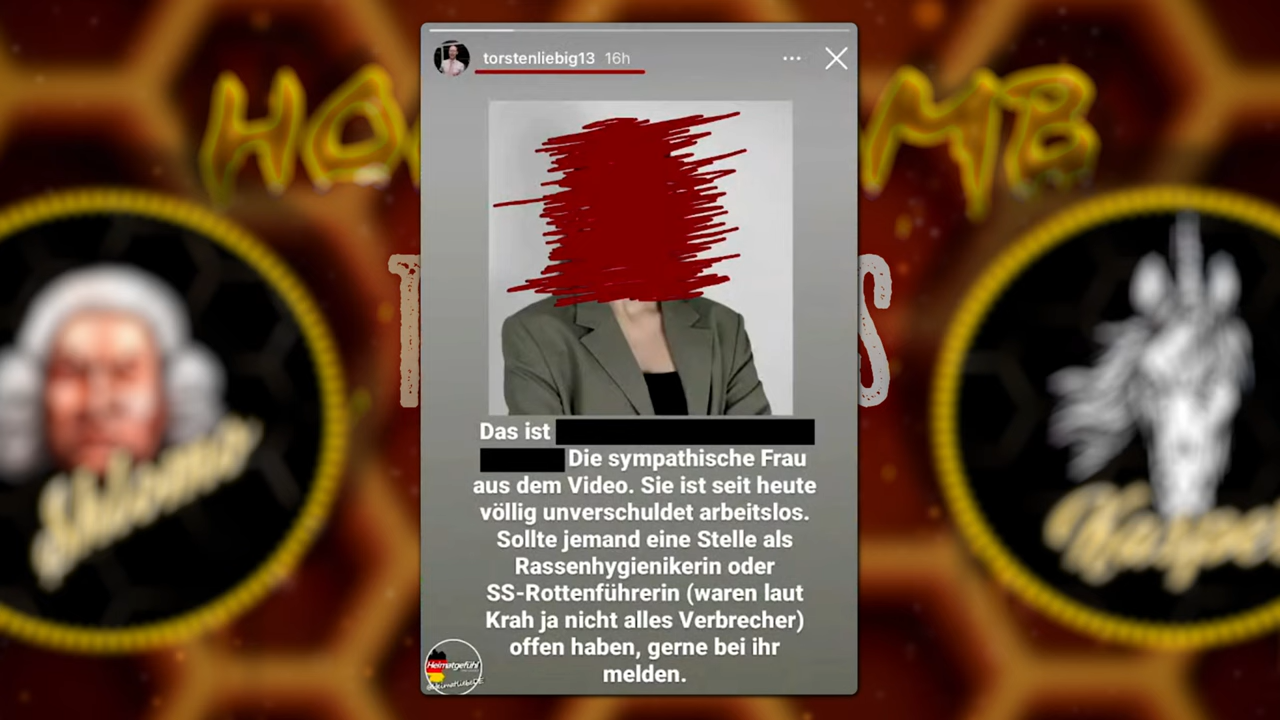 torstenliebig13 16h
Das ist
Die sympathische Frau
aus dem Video. Sie ist seit heute
völlig unverschuldet arbeitslos.
Sollte jemand eine Stelle als
Rassenhygienikerin oder
SS-Rottenführerin (waren laut
Krah ja nicht alles Verbrecher)
offen haben, gerne bei ihr
melden.
Heimatgefühl
Shlomo